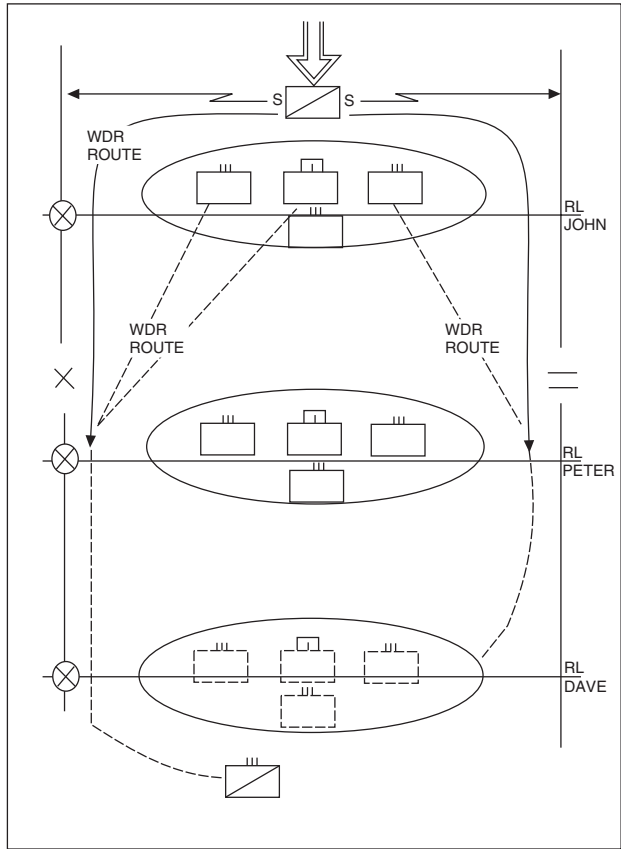 S S
WDR
ROUTE
RL
JOHN
WDR
ROUTE
WDR
ROUTE
RL
PETER
RL
DAVE